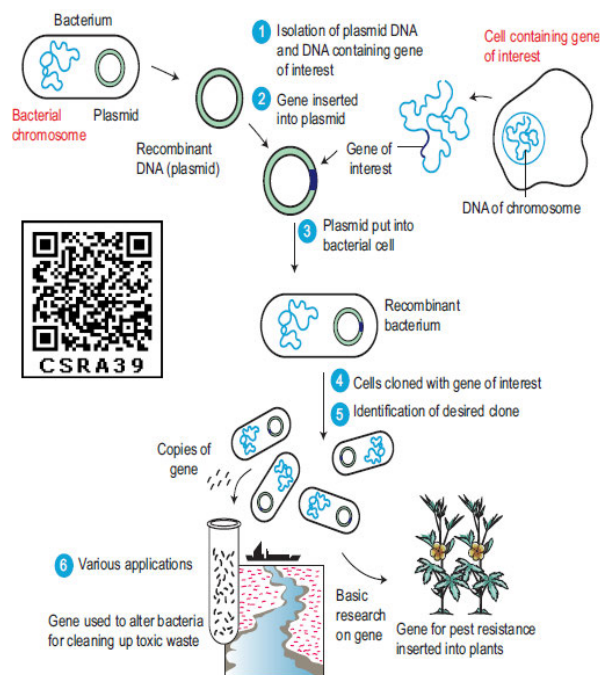 Bacterium
Bacterial
chromosome
Plasmid
1 Isolation of plasmid DNA
and DNA containing gene
of interest
Cell containing gene
of interest
2 Gene inserted
into plasmid
Recombinant
DNA (plasmid)
Gene of
interest
DNA of chromosome
3 Plasmid put into
bacterial cell
CSRA39
Recombinant
bacterium
4 Cells cloned with gene of interest
5 Identification of desired clone
Copies of
gene
6 Various applications
Gene used to alter bacteria
for cleaning up toxic waste
Basic
research
on gene
Gene for pest resistance
inserted into plants